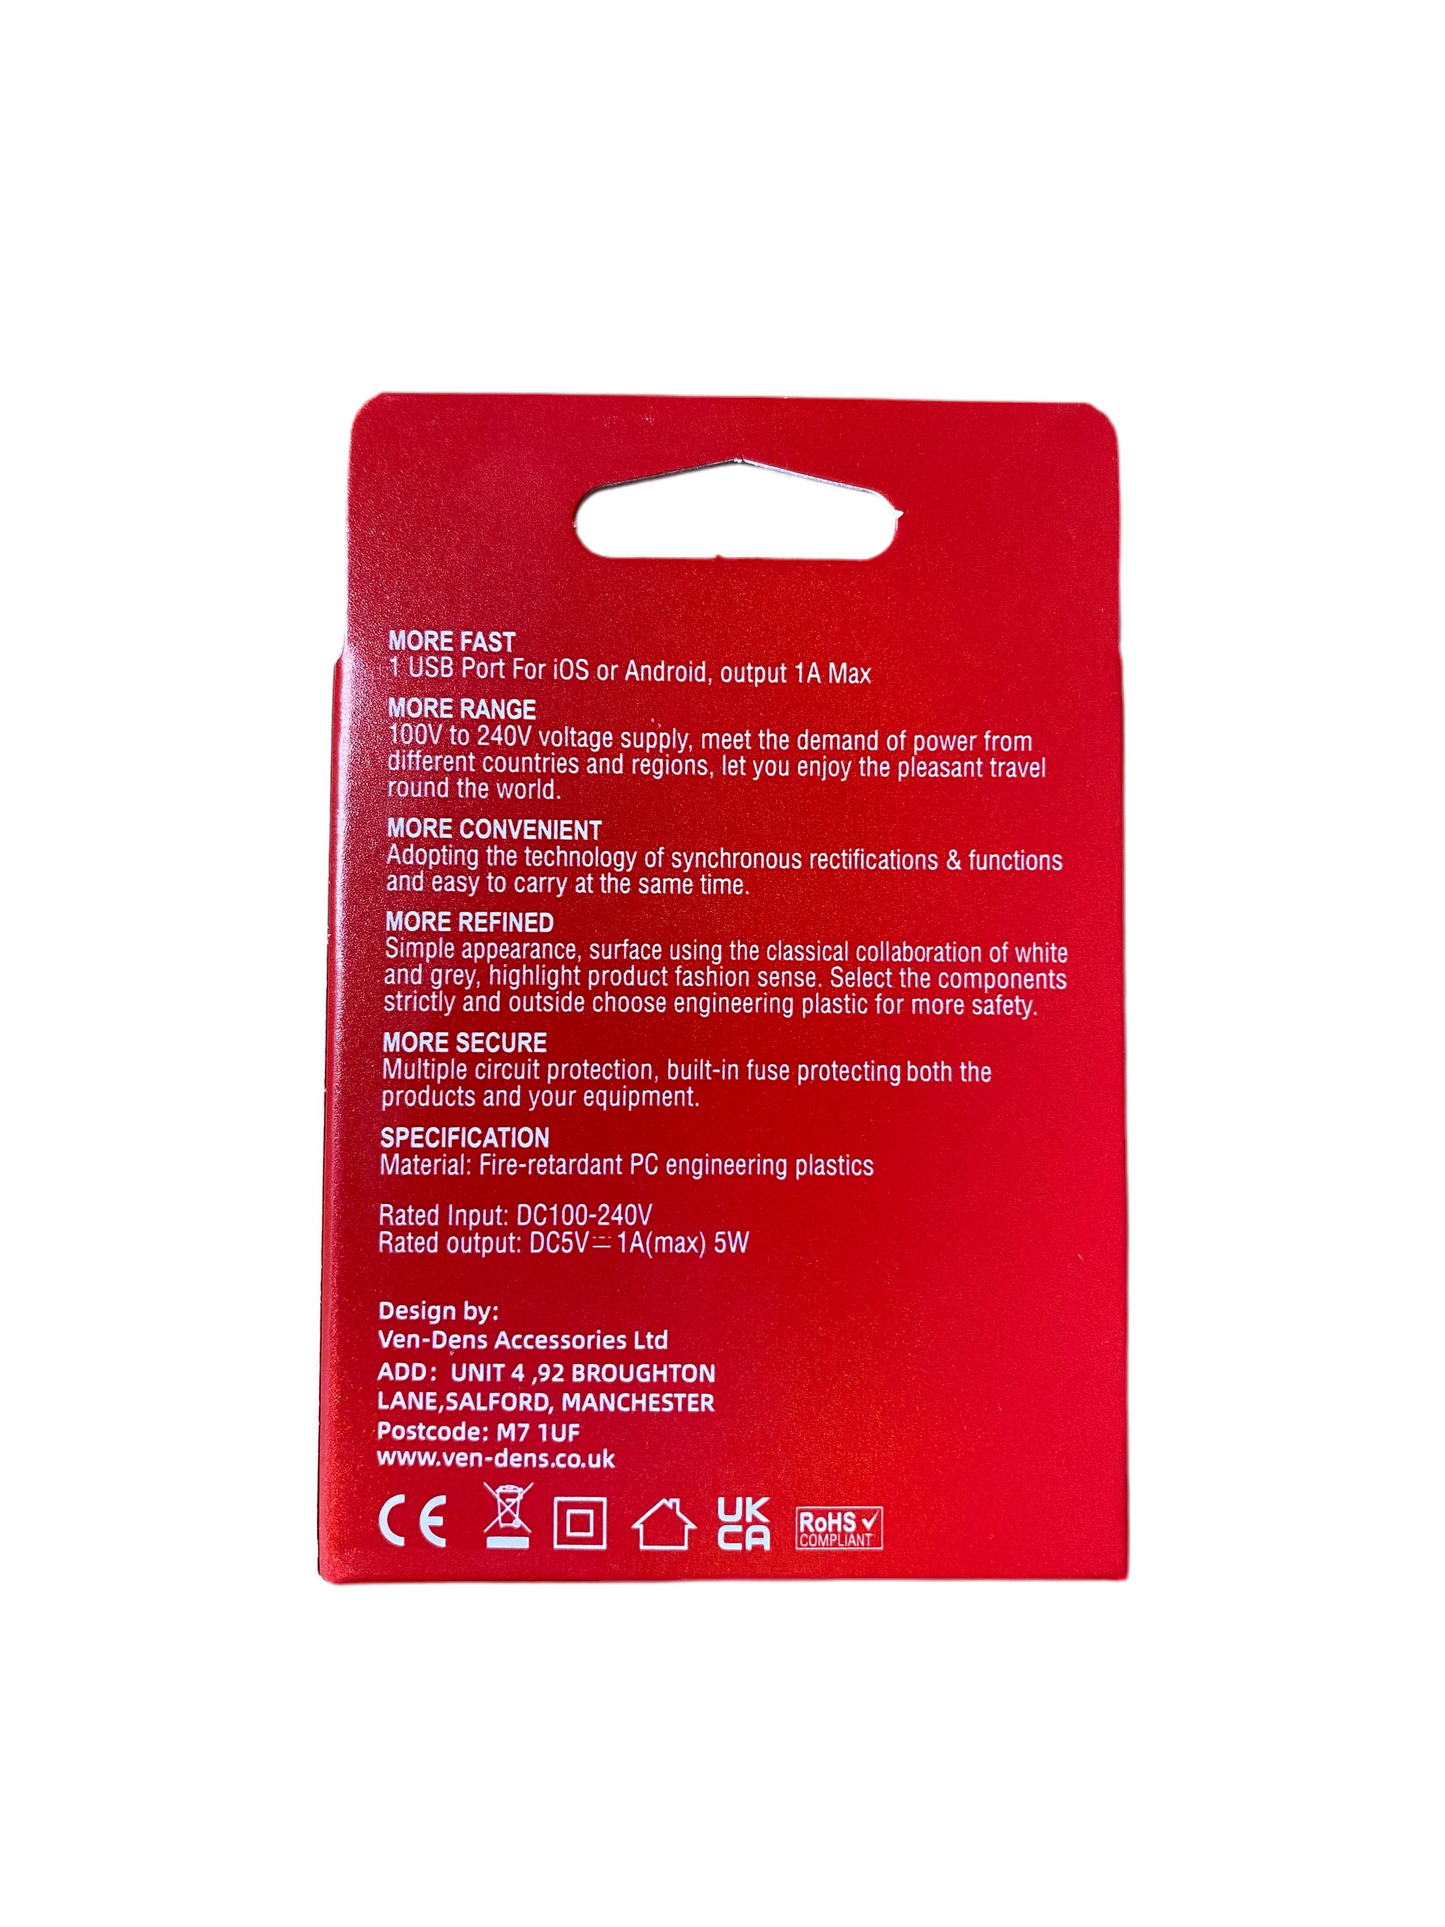 MORE FAST
1 USB Port For iOS or Android, output 1A Max
MORE RANGE
100V to 240V voltage supply, meet the demand of power from
different countries and regions, let you enjoy the pleasant travel
round the world.
MORE CONVENIENT
Adopting the technology of synchronous rectifications & functions
and easy to carry at the same time.
MORE REFINED
Simple appearance, surface using the classical collaboration of white
and grey, highlight product fashion sense. Select the components
strictly and outside choose engineering plastic for more safety.
MORE SECURE
Multiple circuit protection, built-in fuse protecting both the
products and your equipment.
SPECIFICATION
Material: Fire-retardant PC engineering plastics
Rated Input: DC100-240V
Rated output: DC5V⎓1A(max) 5W
Design by:
Ven-Dens Accessories Ltd
ADD: UNIT 4 ,92 BROUGHTON
LANE,SALFORD, MANCHESTER
Postcode: M7 1UF
www.ven-dens.co.uk
CE
UK
CA
RoHS ✓
COMPLIANT